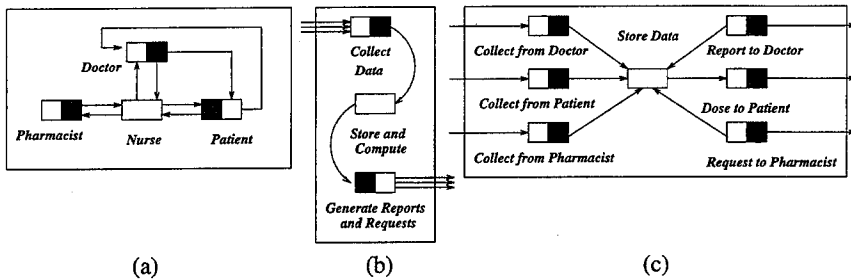 Doctor
Pharmacist
Nurse
Patient
(a)
Collect
Data
Store and
Compute
Generate Reports
and Requests
(b)
Collect from Doctor
Store Data
Report to Doctor
Collect from Patient
Dose to Patient
Collect from Pharmacist
Request to Pharmacist
(c)